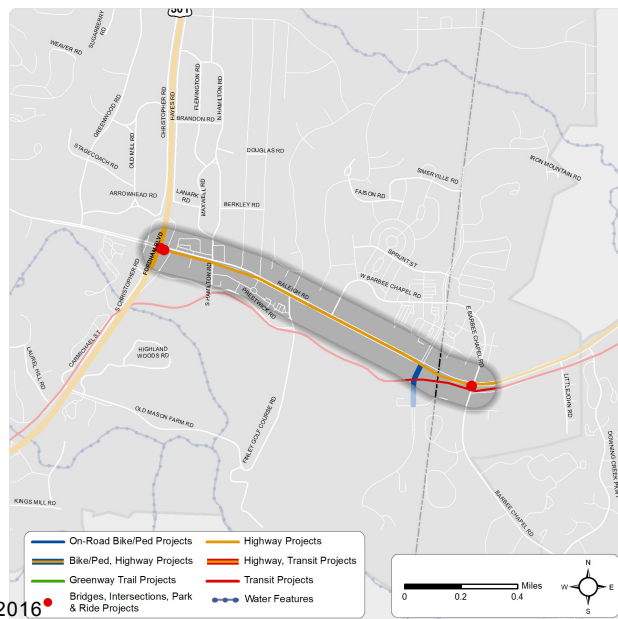 501
WEAVER RD
SUGARBERRY
RD
GREENWOOD RD
OLD MILL RD
CHRISTOPHER RD
HAYES RD
FLEMINGTON RD
N HAMILTON RD
BRANDON RD
STAGECOACH RD
DOUGLAS RD
SIMERVILLE RD
IRON MOUNTAIN RD
ARROWHEAD RD
LANARK
RD
MAXWELL RD
BERKLEY RD
FAISON RD
FORDHAM BLVD
S CHRISTOPHER RD
S HAMILTON RD
PRESTWICK RD
RALEIGH RD
SPRUNT ST
W BARBEE CHAPEL RD
E BARBEE CHAPEL RD
CARMICHAEL ST
LAUREL HILL RD
HIGHLAND
WOODS RD
OLD MASON FARM RD
FINLEY GOLF COURSE RD
LITTLEJOHN RD
DOWNING CREEK PKWY
BARBEE CHAPEL RD
KINGS MILL RD
On-Road Bike/Ped Projects
Highway Projects
Bike/Ped, Highway Projects
Highway, Transit Projects
Greenway Trail Projects
Transit Projects
Bridges, Intersections, Park
& Ride Projects
Water Features
2016
Miles
0
0.2
0.4
N
W
E
S